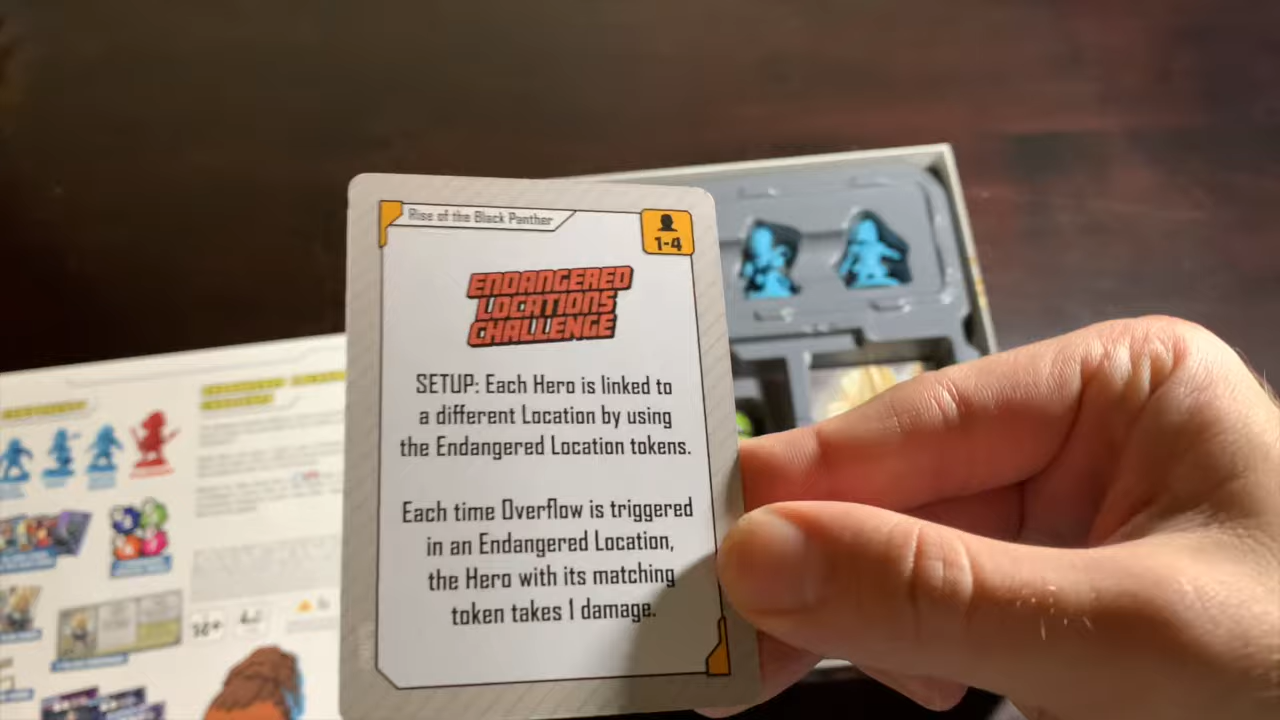 Rise of the Black Panther
1-4
ENDANGERED
LOCATIONS
CHALLENGE
SETUP: Each Hero is linked to
a different Location by using
the Endangered Location tokens.
Each time Overflow is triggered
in an Endangered Location,
the Hero with its matching
token takes 1 damage.